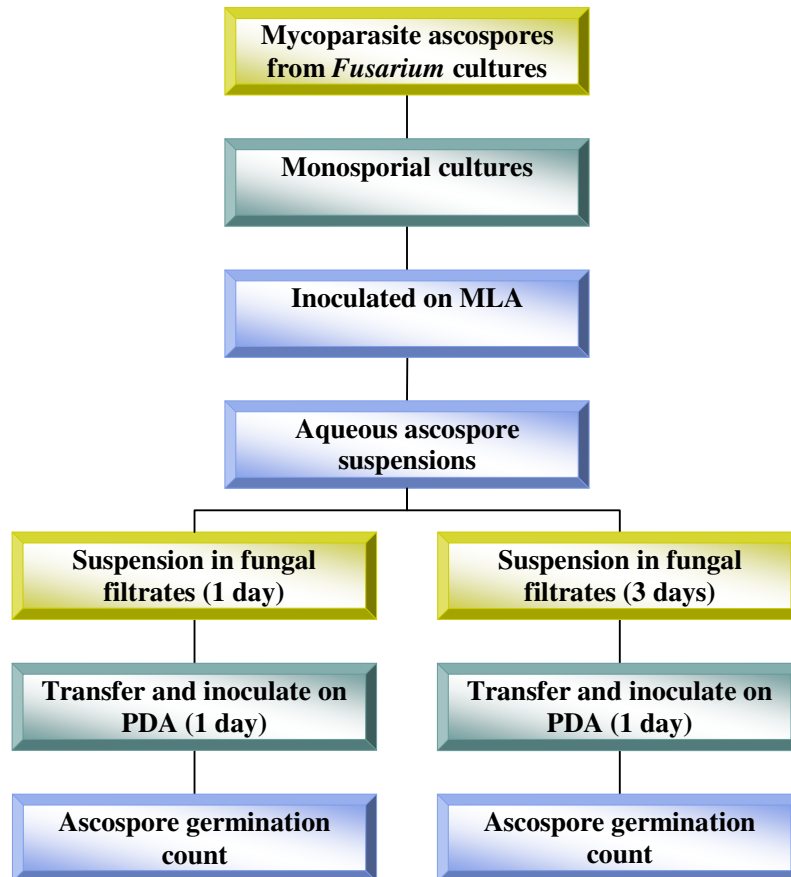 Mycoparasite ascospores
from Fusarium cultures
Monosporial cultures
Inoculated on MLA
Aqueous ascospore
suspensions
Suspension in fungal
filtrates (1 day)
Suspension in fungal
filtrates (3 days)
Transfer and inoculate on
PDA (1 day)
Transfer and inoculate on
PDA (1 day)
Ascospore germination
count
Ascospore germination
count